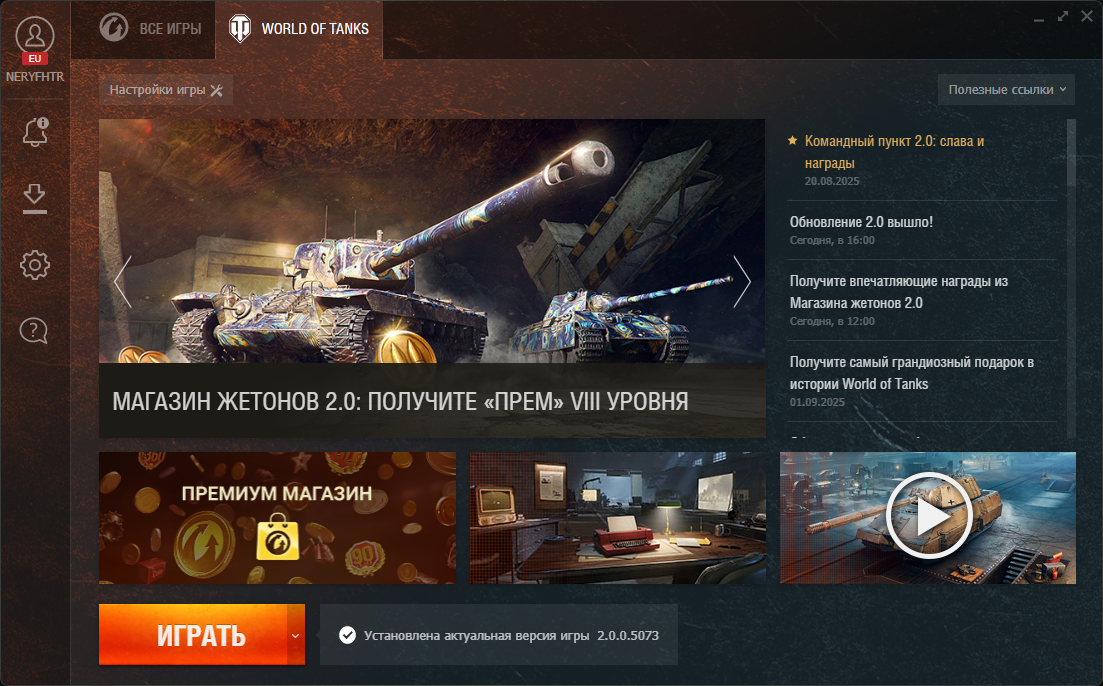 ВСЕ ИГРЫ
WORLD OF TANKS
EU
NERYFHTR
Настройки игры
Полезные ссылки
Командный пункт 2.0: слава и
награды
20.08.2025
Обновление 2.0 вышло!
Сегодня, в 16:00
Получите впечатляющие награды из
Магазина жетонов 2.0
Сегодня, в 12:00
Получите самый грандиозный подарок в
истории World of Tanks
01.09.2025
МАГАЗИН ЖЕТОНОВ 2.0: ПОЛУЧИТЕ «ПРЕМ» VIII УРОВНЯ
ПРЕМИУМ МАГАЗИН
ИГРАТЬ
Установлена актуальная версия игры 2.0.0.5073